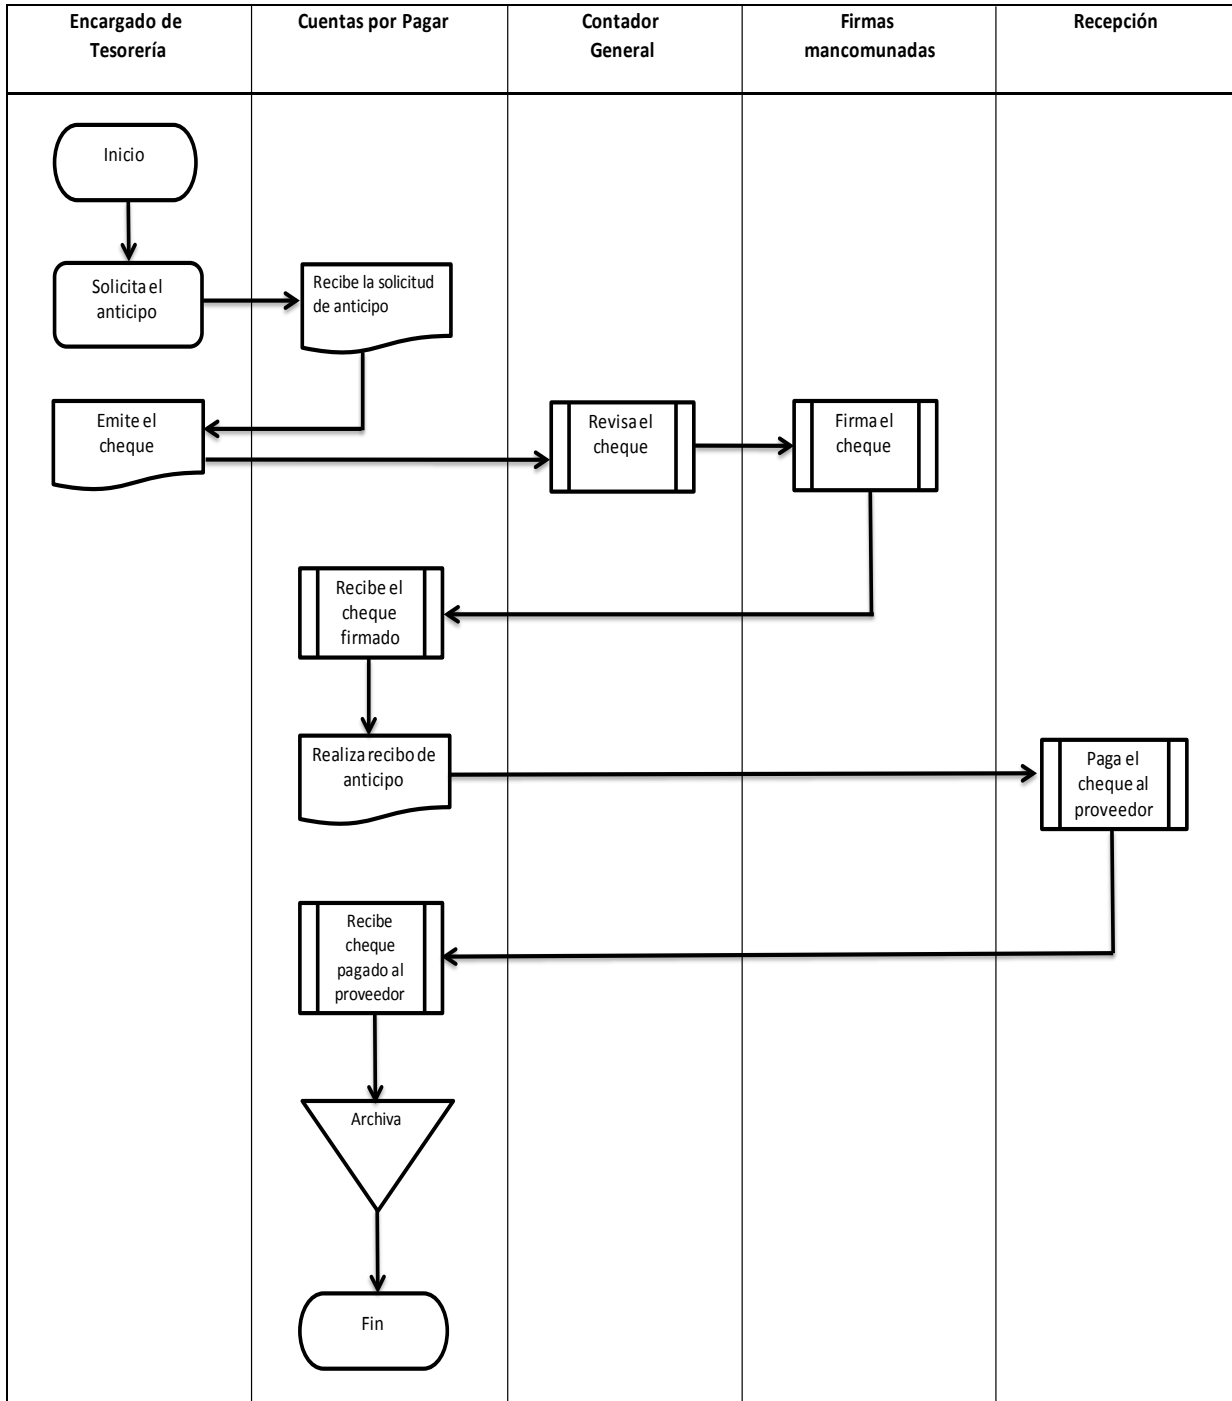 Encargado de
Tesorería
Cuentas por Pagar
Contador
General
Firmas
mancomunadas
Recepción
Inicio
Solicita el
anticipo
Recibe la solicitud
de anticipo
Emite el
cheque
Revisa el
cheque
Firma el
cheque
Recibe el
cheque
firmado
Realiza recibo de
anticipo
Paga el
cheque al
proveedor
Recibe
cheque
pagado al
proveedor
Archiva
Fin